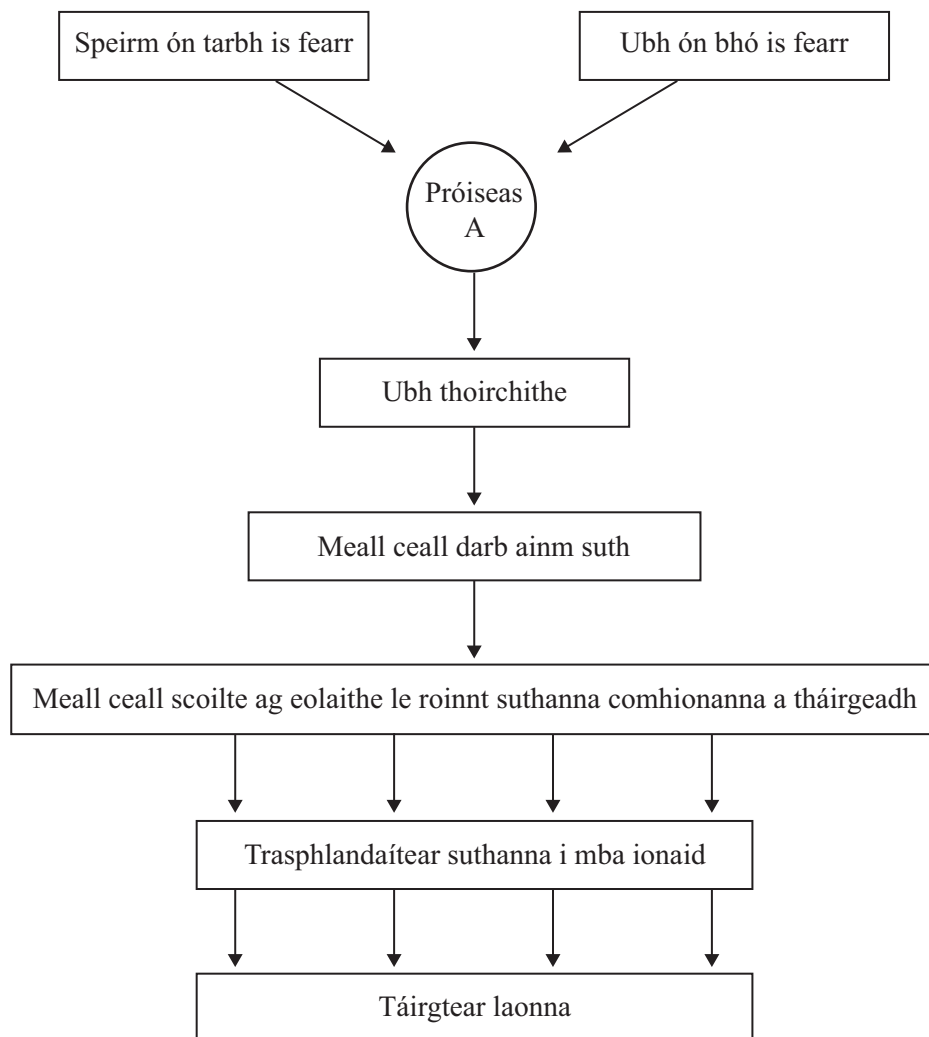 Speirm ón tarbh is fearr
Ubh ón bhó is fearr
Próiseas
A
Ubh thoirchithe
Meall ceall darb ainm suth
Meall ceall scoilte ag eolaithe le roinnt suthanna comhionanna a tháirgeadh
Trasphlandaítear suthanna i mba ionaid
Táirgtear laonna